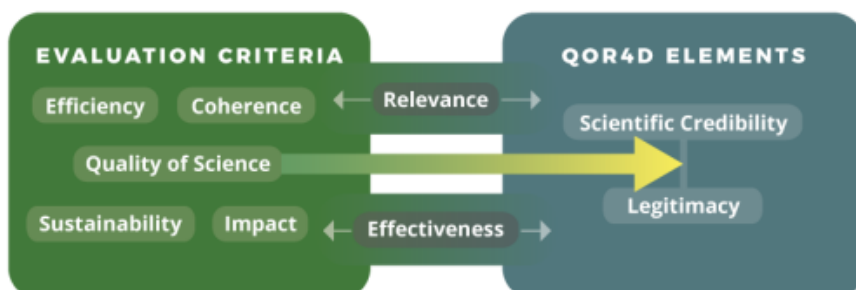 EVALUATION CRITERIA
QOR4D ELEMENTS
Efficiency
Coherence
Relevance
Scientific Credibility
Quality of Science
Sustainability
Impact
Effectiveness
Legitimacy